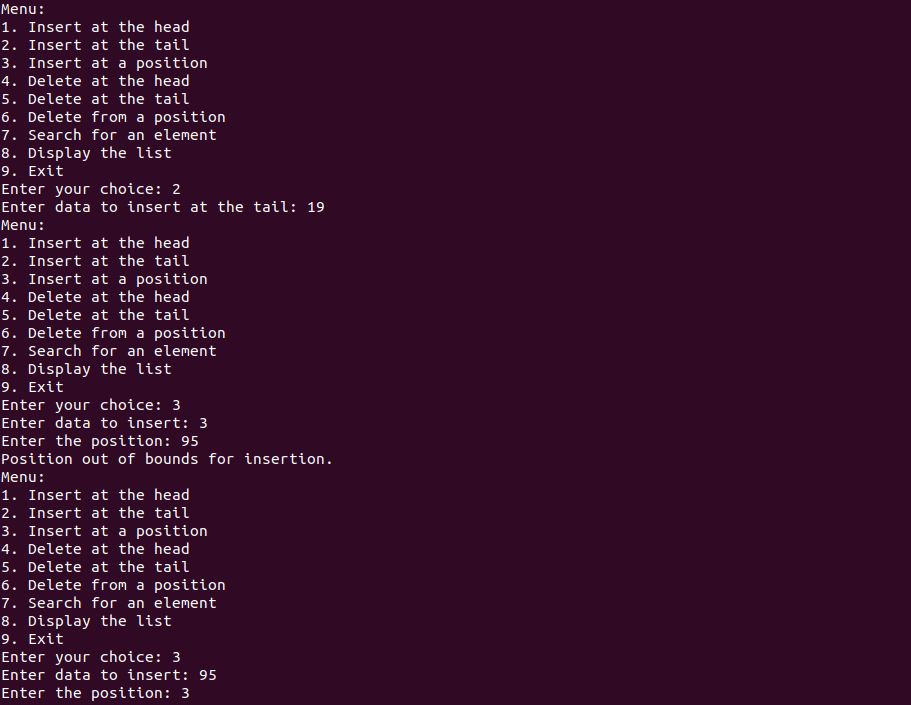 Menu:
1. Insert at the head
2. Insert at the tail
3. Insert at a position
4. Delete at the head
5. Delete at the tail
6. Delete from a position
7. Search for an element
8. Display the list
9. Exit
Enter your choice: 2
Enter data to insert at the tail: 19
Menu:
1. Insert at the head
2. Insert at the tail
3. Insert at a position
4. Delete at the head
5. Delete at the tail
6. Delete from a position
7. Search for an element
8. Display the list
9. Exit
Enter your choice: 3
Enter data to insert: 3
Enter the position: 95
Position out of bounds for insertion.
Menu:
1. Insert at the head
2. Insert at the tail
3. Insert at a position
4. Delete at the head
5. Delete at the tail
6. Delete from a position
7. Search for an element
8. Display the list
9. Exit
Enter your choice: 3
Enter data to insert: 95
Enter the position: 3